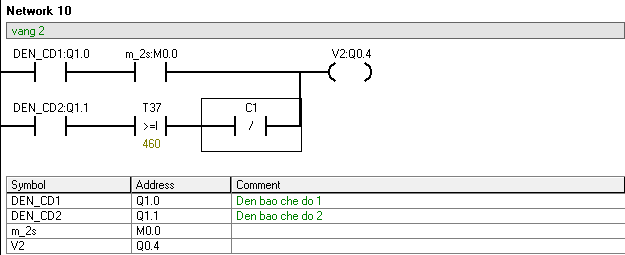 Network 10
vang 2
DEN_CD1:Q1.0 m_2s:M0.0 V2:Q0.4
DEN_CD2:Q1.1 T37 C1
>=I /
460
Symbol Address Comment
DEN_CD1 Q1.0 Den bao che do 1
DEN_CD2 Q1.1 Den bao che do 2
m_2s M0.0
V2 Q0.4